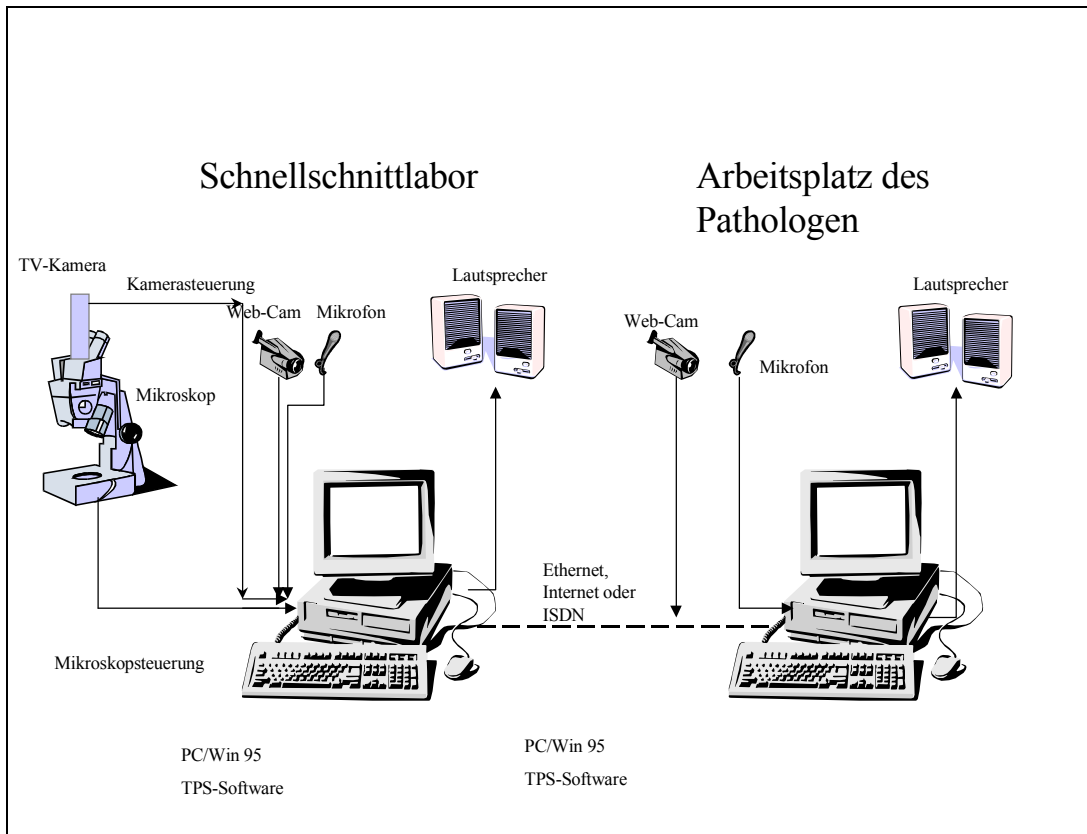 Schnellschnittlabor
Arbeitsplatz des
Pathologen
TV-Kamera
Kamerasteuerung
Web-Cam
Mikrofon
Lautsprecher
Mikroskop
Web-Cam
Mikrofon
Lautsprecher
Ethernet,
Internet oder
ISDN
Mikroskopsteuerung
PC/Win 95
TPS-Software
PC/Win 95
TPS-Software